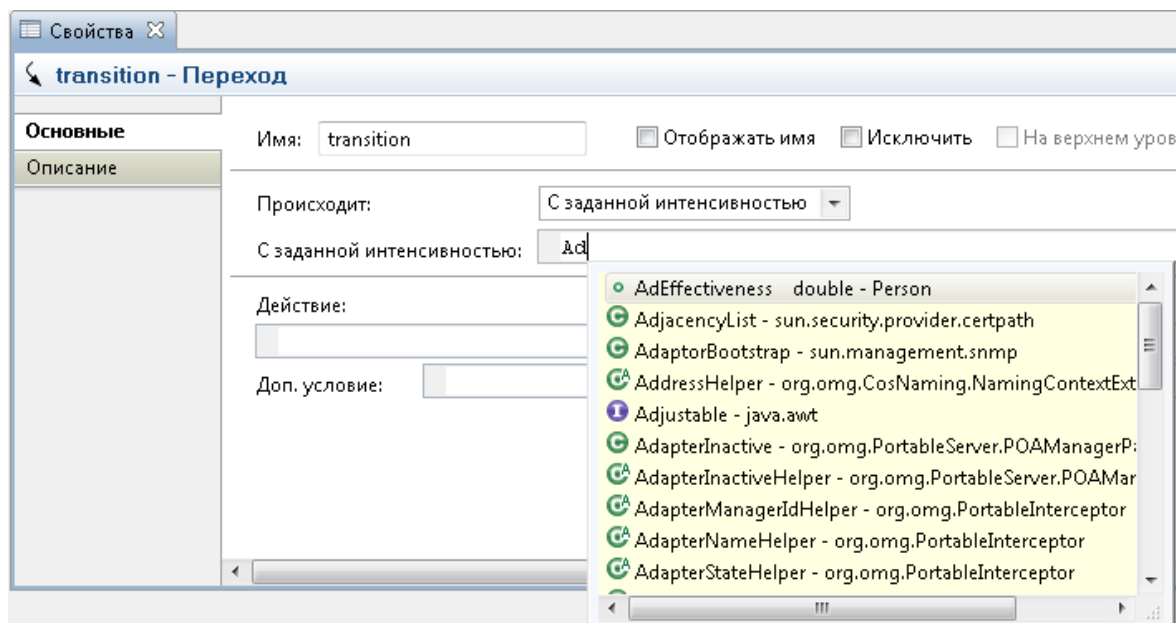 Свойства
transition - Переход
Основные
Описание
Имя: transition Отображать имя Исключить На верхнем уров
Происходит: С заданной интенсивностью
С заданной интенсивностью: Ad
Действие:
Доп. условие:
AdEffectiveness double - Person
AdjacencyList - sun.security.provider.certpath
AdaptorBootstrap - sun.management.snmp
AddressHelper - org.omg.CosNaming.NamingContextExt
Adjustable - java.awt
AdapterInactive - org.omg.PortableServer.POAManagerPa
AdapterInactiveHelper - org.omg.PortableServer.POAMar
AdapterManagerIdHelper - org.omg.PortableInterceptor
AdapterNameHelper - org.omg.PortableInterceptor
AdapterStateHelper - org.omg.PortableInterceptor